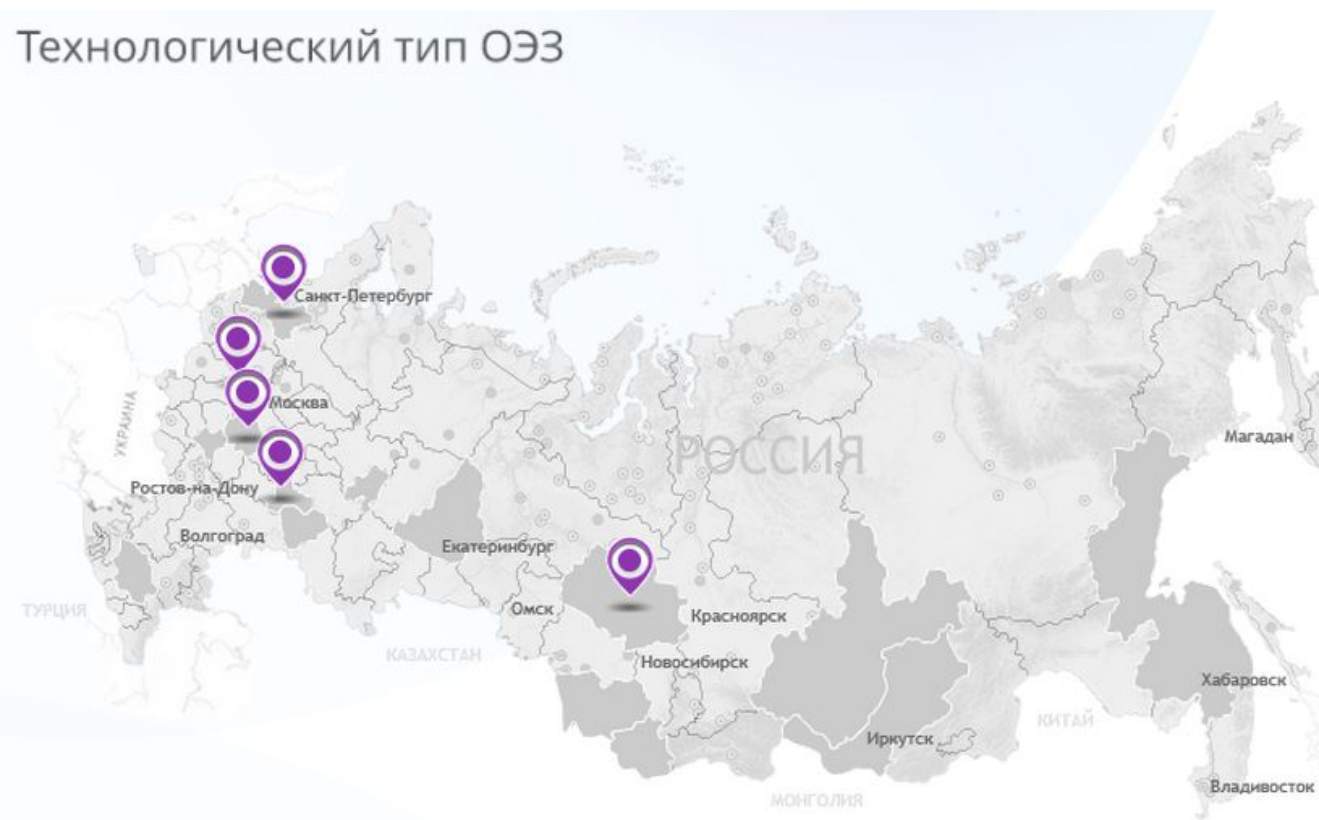 Технологический тип ОЭЗ
Санкт-Петербург
Москва
УКРАИНА
РОССИЯ
Магадан
Ростов-на-Дону
Волгоград
Екатеринбург
ТУРЦИЯ
Омск
Красноярск
КАЗАХСТАН
Новосибирск
Хабаровск
КИТАЙ
Иркутск
Владивосток
МОНГОЛИЯ